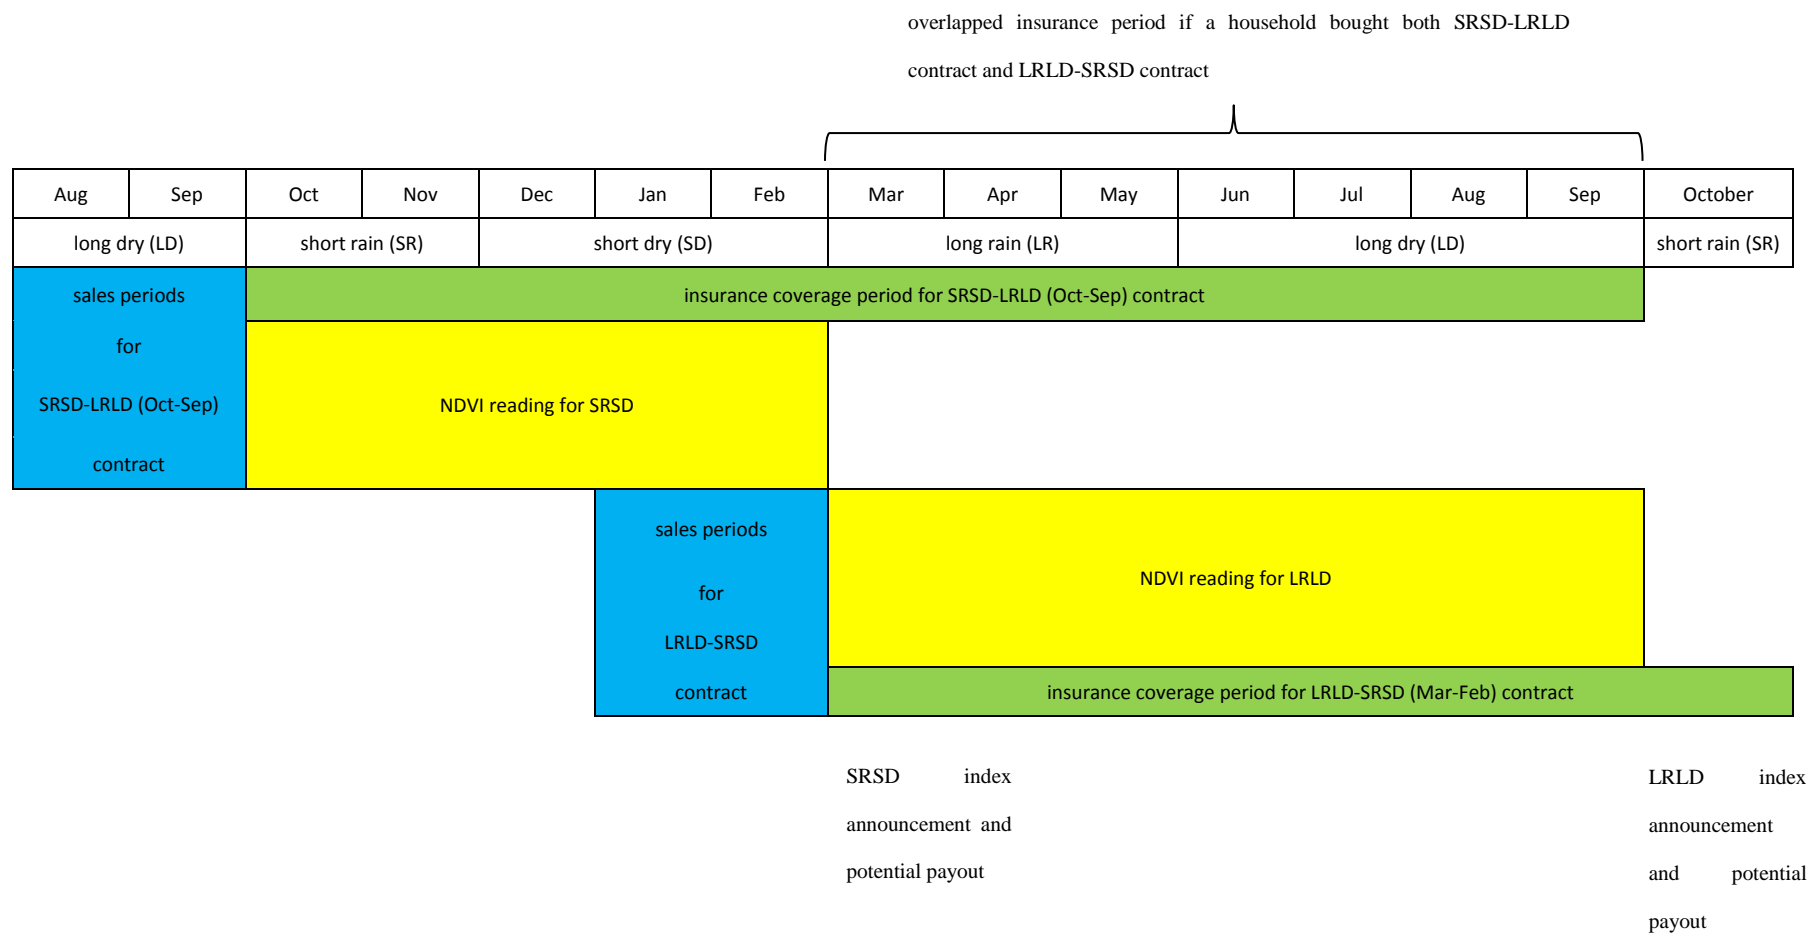 overlapped insurance period if a household bought both SRSD-LRLD
contract and LRLD-SRSD contract
Aug Sep Oct Nov Dec Jan Feb Mar Apr May Jun Jul Aug Sep October
long dry (LD) short rain (SR) short dry (SD) long rain (LR) long dry (LD) short rain (SR)
sales periods
for
SRSD-LRLD (Oct-Sep)
contract
insurance coverage period for SRSD-LRLD (Oct-Sep) contract
NDVI reading for SRSD
sales periods
for
LRLD-SRSD
contract
NDVI reading for LRLD
insurance coverage period for LRLD-SRSD (Mar-Feb) contract
SRSD index
announcement and
potential payout
LRLD index
announcement
and potential
payout